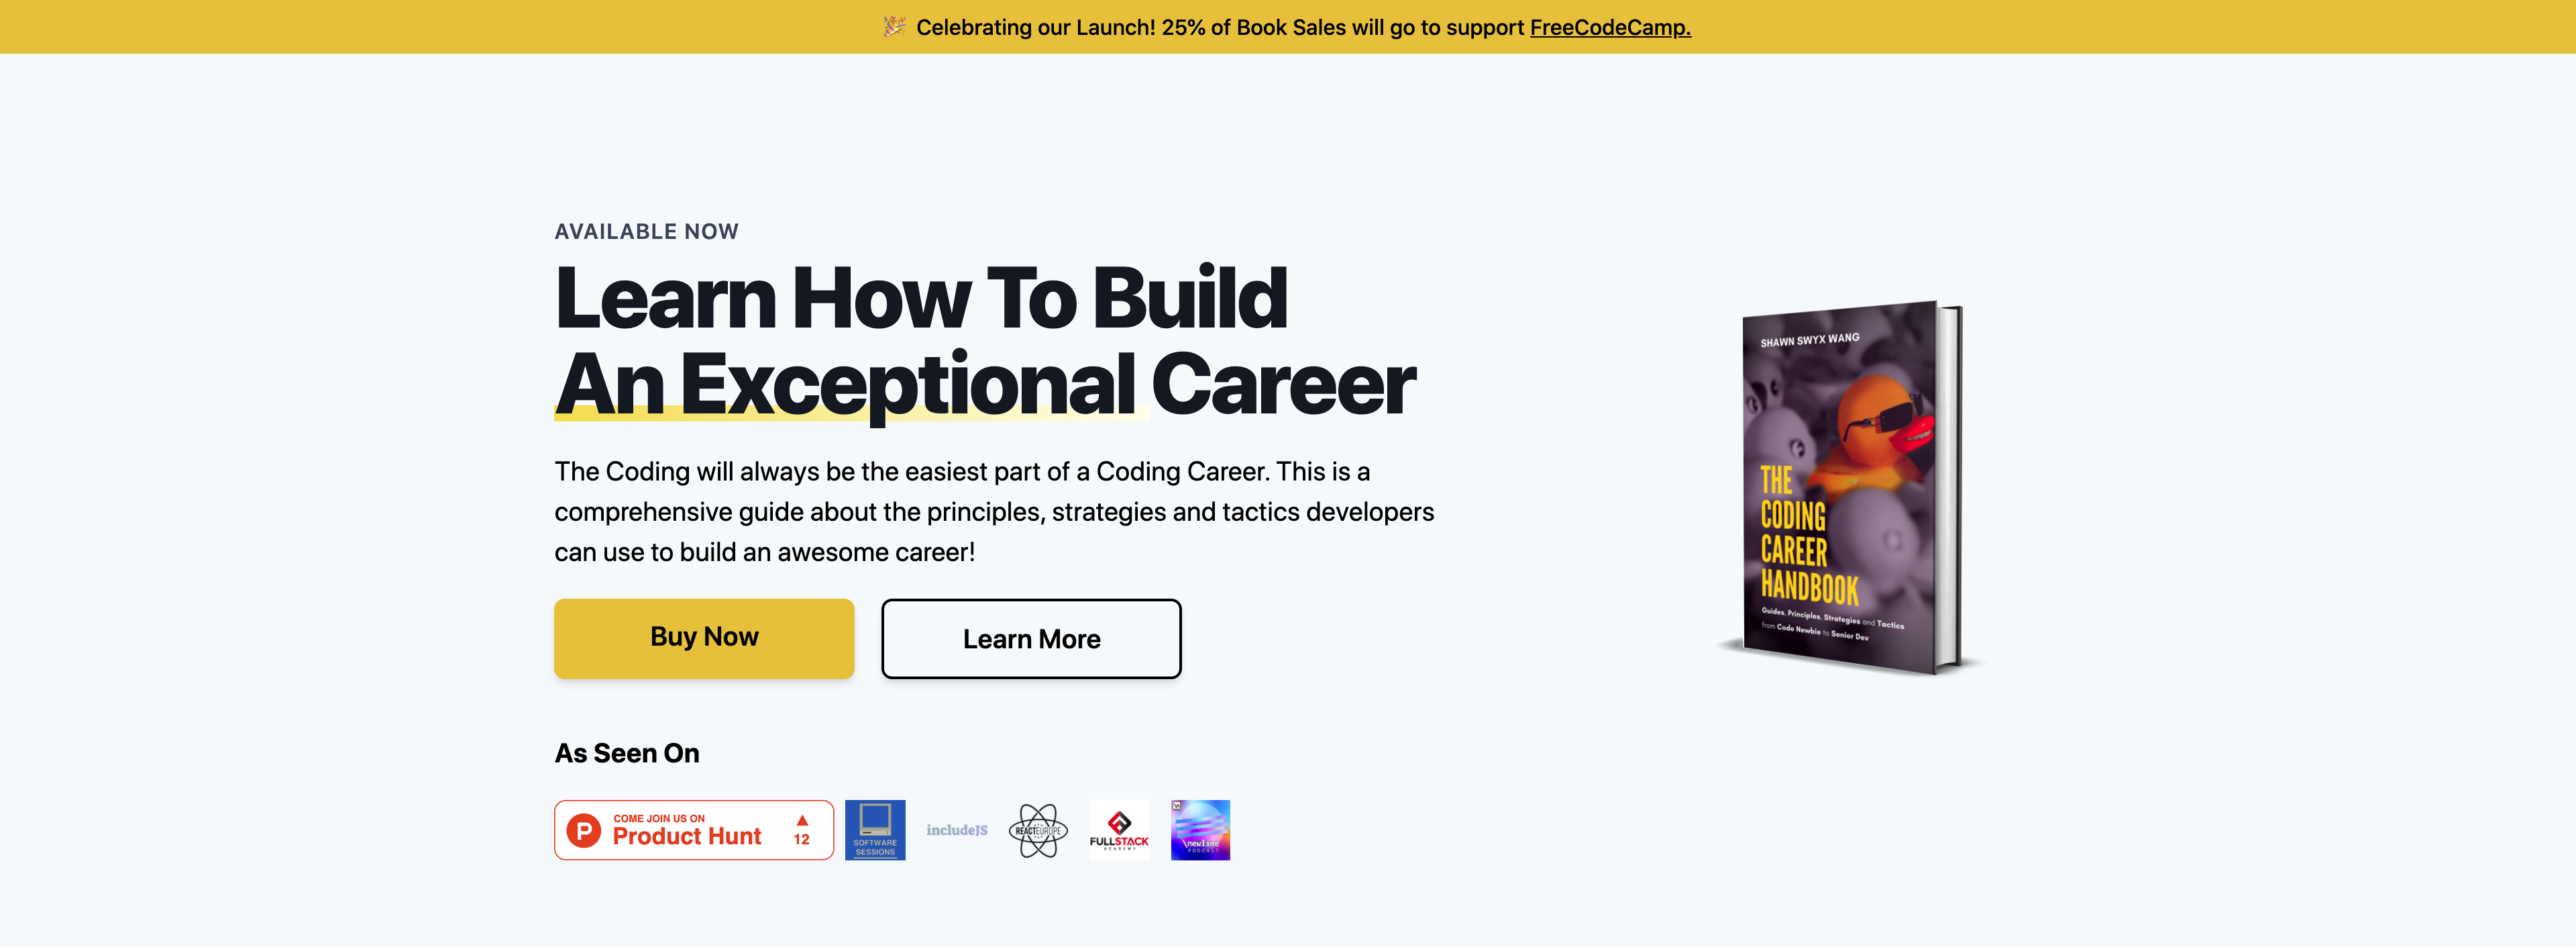 🎉 Celebrating our Launch! 25% of Book Sales will go to support FreeCodeCamp.
AVAILABLE NOW
Learn How To Build
An Exceptional Career
The Coding will always be the easiest part of a Coding Career. This is a
comprehensive guide about the principles, strategies and tactics developers
can use to build an awesome career!
Buy Now
Learn More
SHAWN SWYX WANG
THE
CODING
CAREER
HANDBOOK
Guides, Principles, Strategies and Tactics
from Code Newbie to Senior Dev
As Seen On
P
COME JOIN US ON
Product Hunt
▲
12
SOFTWARE
SESSIONS
includeJS
REACTEUROPE
FULLSTACK
ACADEMY
\newline
PODCAST